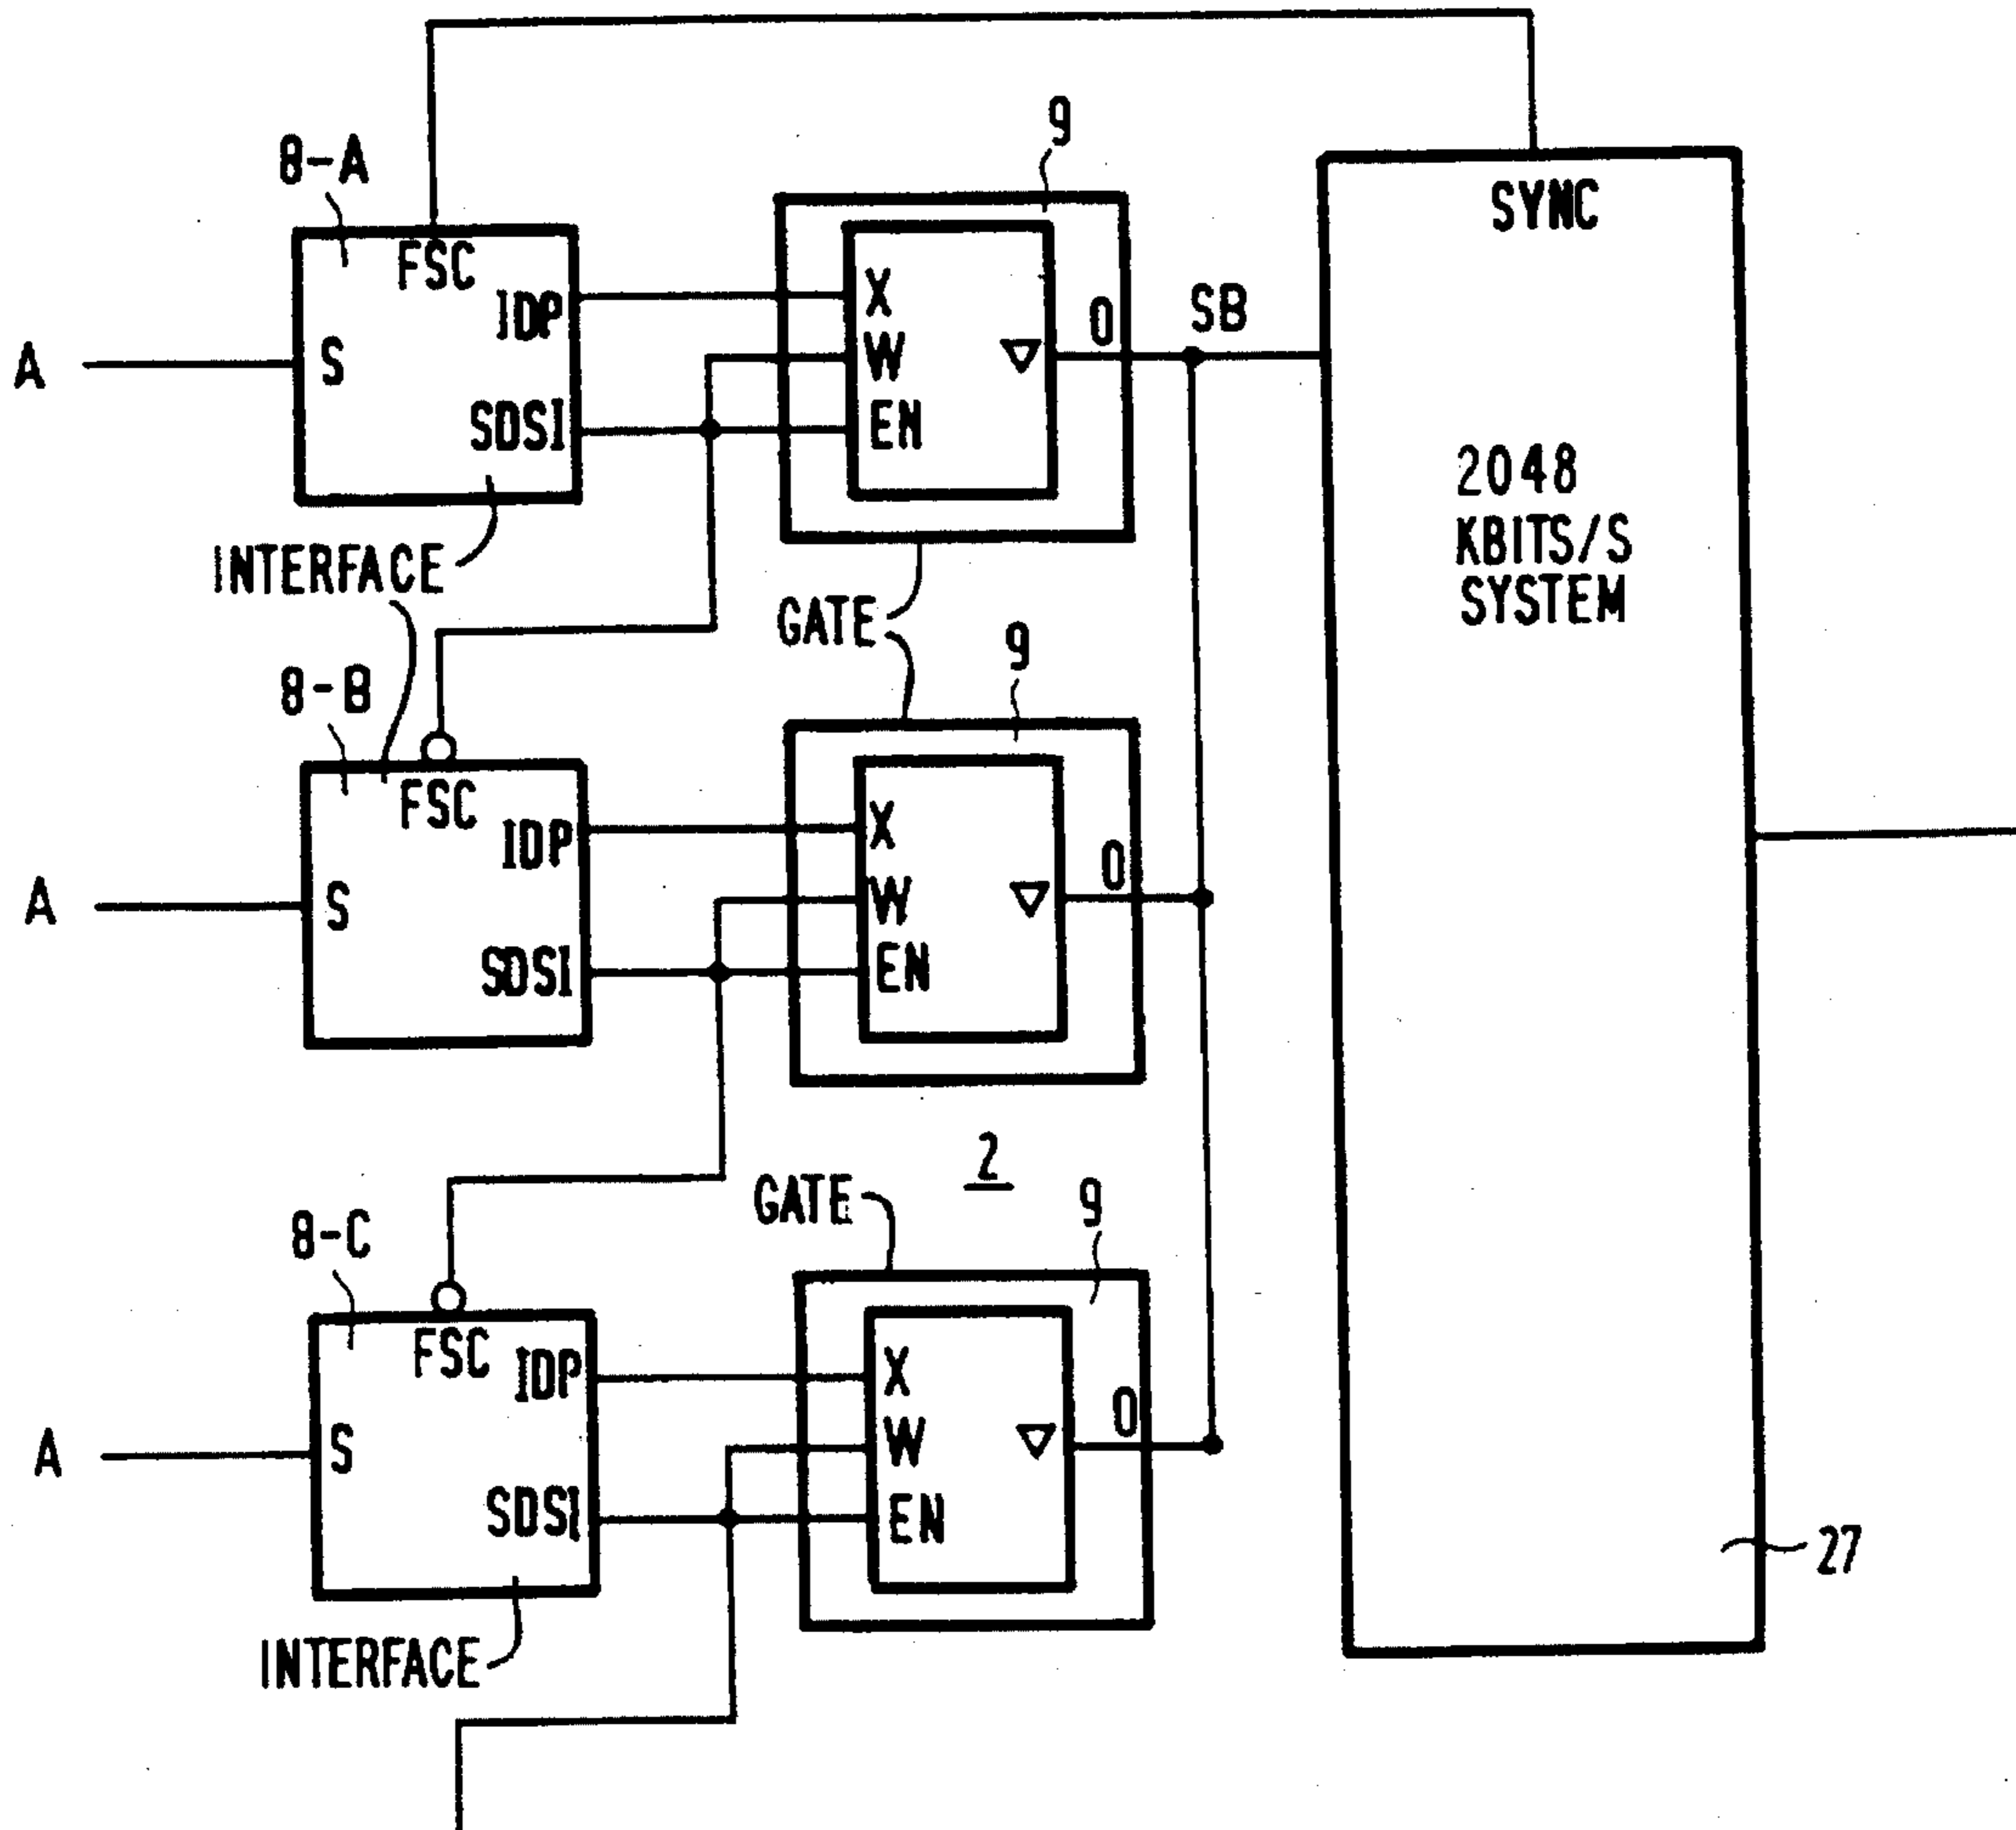 9
8-A
SYNC
FSC
IDP
X
O
SB
A
S
W
SDSI
EN
2048
KBITS/S
SYSTEM
INTERFACE
GATE
9
8-B
FSC
IDP
X
O
A
S
W
SDSI
EN
2
GATE
9
8-C
FSC
IDP
X
O
A
S
W
SDSI
EN
27
INTERFACE